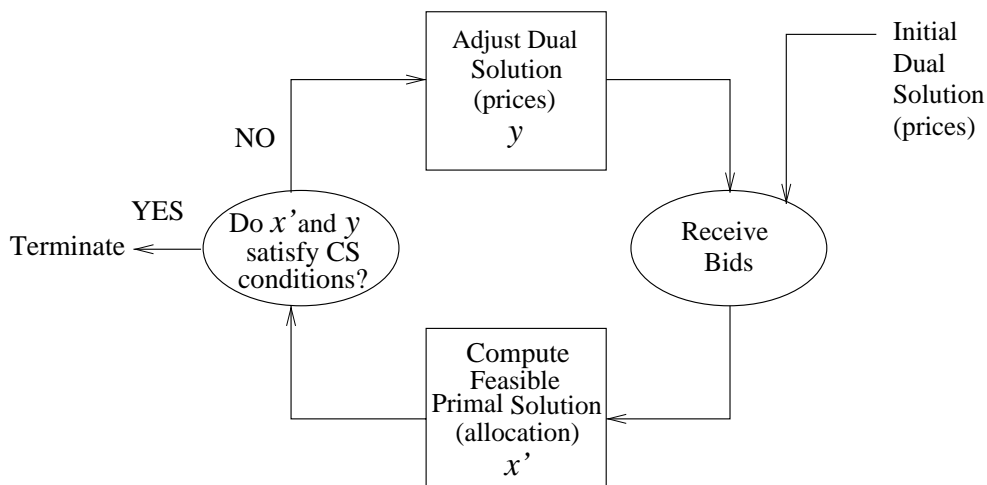 Adjust Dual
Solution
(prices)
y
Initial
Dual
Solution
(prices)
NO
YES
Terminate
Do x’ and y
satisfy CS
conditions?
Receive
Bids
Compute
Feasible
Primal Solution
(allocation)
x’